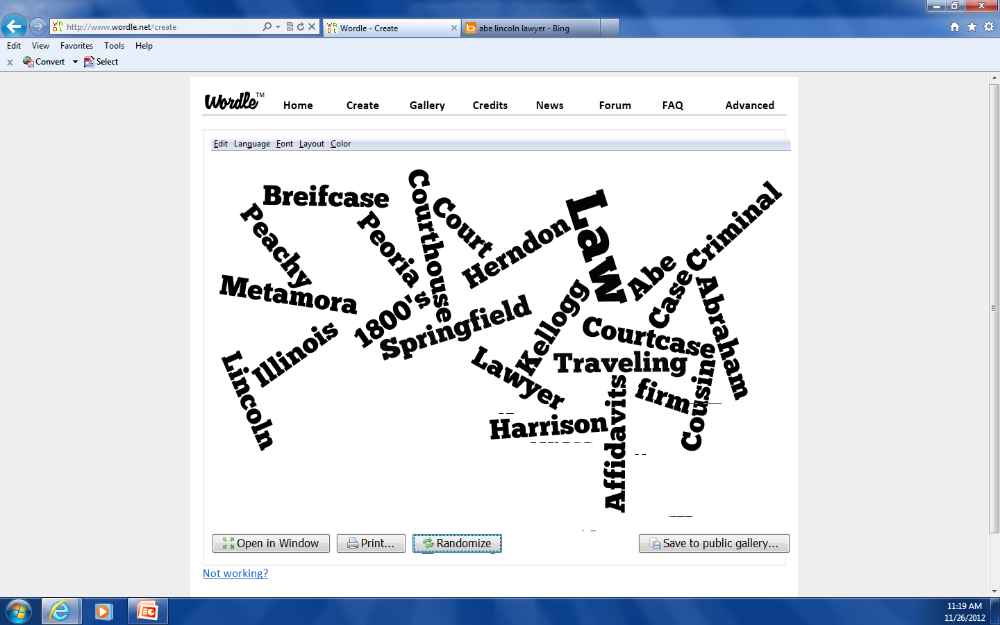 http://www.wordle.net/create
Wordle - Create
abe lincoln lawyer - Bing
Edit View Favorites Tools Help
x Convert Select
Wordle™ Home Create Gallery Credits News Forum FAQ Advanced
Edit Language Font Layout Color
Breifcase
Peachy
Metamora
Illinois
Lincoln
Peoria
1800's
Courthouse
Court
Springfield
Herndon
Law
Kellogg
Lawyer
Harrison
Abe
Case
Criminal
Abraham
Courtcase
Traveling
firm
Cousin
Affidavits
Open in Window Print... Randomize Save to public gallery...
Not working?
11:19 AM
11/26/2012